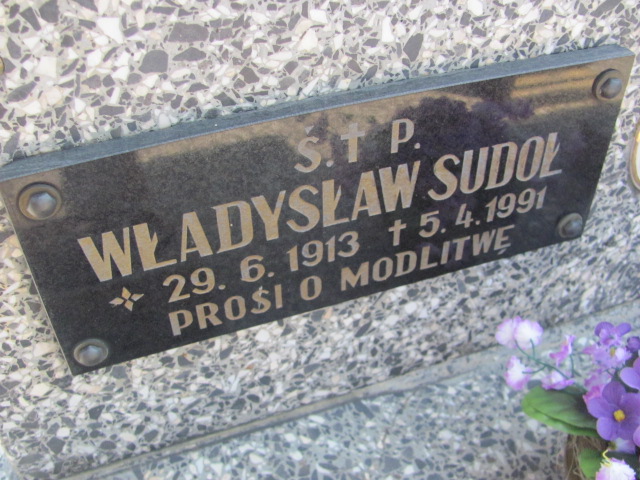 Ś. † P.
WŁADYSŁAW SUDOŁ
29. 6. 1913 † 5. 4. 1991
PROSI O MODLITWĘ